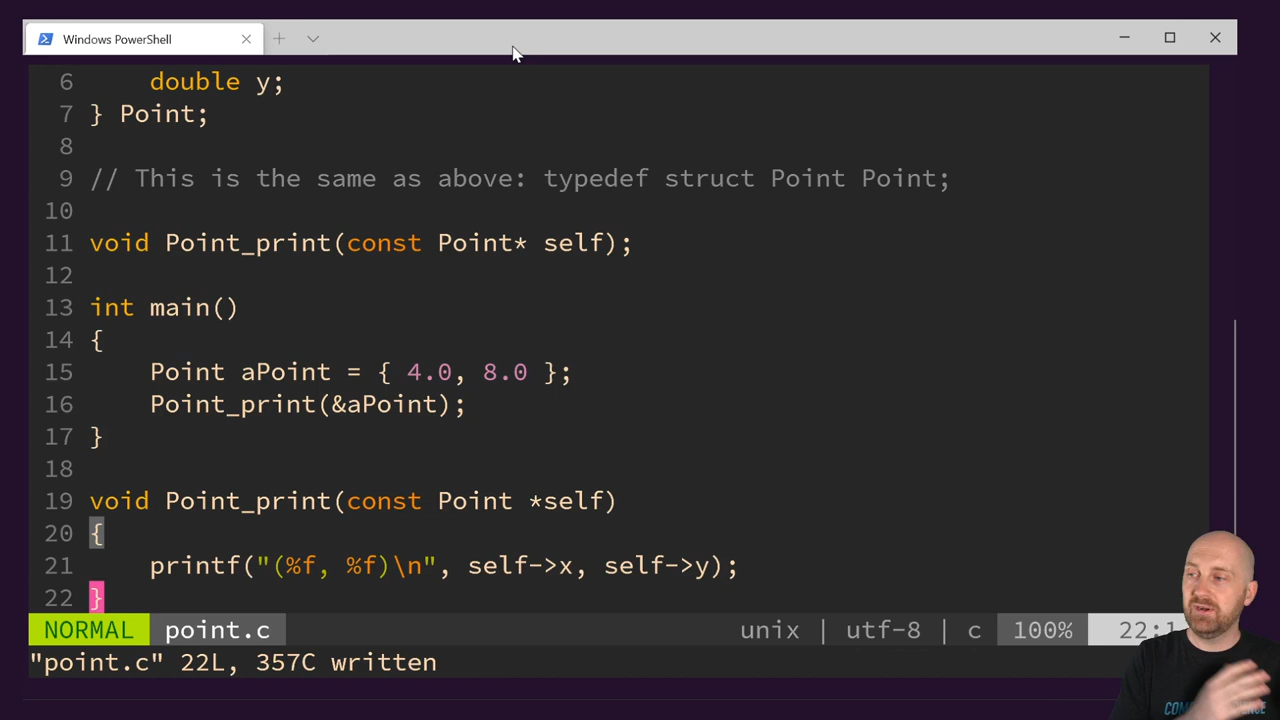 Windows PowerShell
6 double y;
7 } Point;
8
9 // This is the same as above: typedef struct Point Point;
10
11 void Point_print(const Point* self);
12
13 int main()
14 {
15 Point aPoint = { 4.0, 8.0 };
16 Point_print(&aPoint);
17 }
18
19 void Point_print(const Point *self)
20 {
21 printf("(%f, %f)\n", self->x, self->y);
22 }
NORMAL point.c unix | utf-8 | c 100% 22:1
"point.c" 22L, 357C written